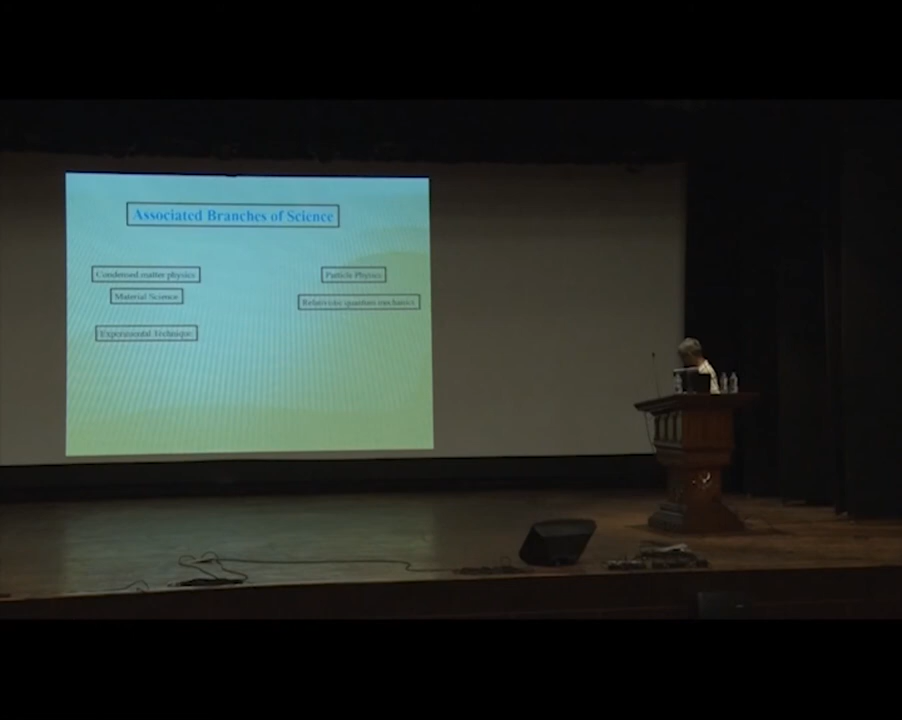 Associated Branches of Science
Condensed matter physics
Particle Physics
Material Science
Relativistic quantum mechanics
Experimental Technique